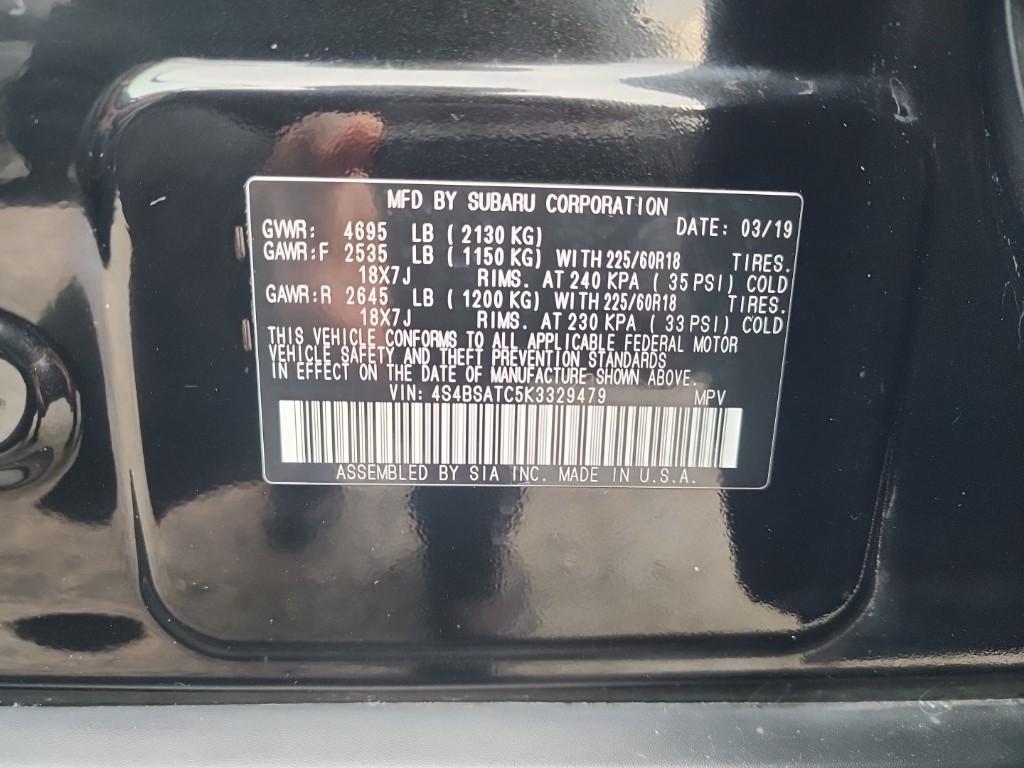 MFD BY SUBARU CORPORATION
GVWR: 4695 LB ( 2130 KG) DATE: 03/19
GAWR:F 2535 LB ( 1150 KG) WITH 225/60R18 TIRES.
18X7J RIMS. AT 240 KPA ( 35 PSI) COLD
GAWR:R 2645 LB ( 1200 KG) WITH 225/60R18 TIRES.
18X7J RIMS. AT 230 KPA ( 33 PSI) COLD
THIS VEHICLE CONFORMS TO ALL APPLICABLE FEDERAL MOTOR
VEHICLE SAFETY AND THEFT PREVENTION STANDARDS
IN EFFECT ON THE DATE OF MANUFACTURE SHOWN ABOVE.
VIN: 4S4BSATC5K3329479 MPV
ASSEMBLED BY SIA INC. MADE IN U.S.A.